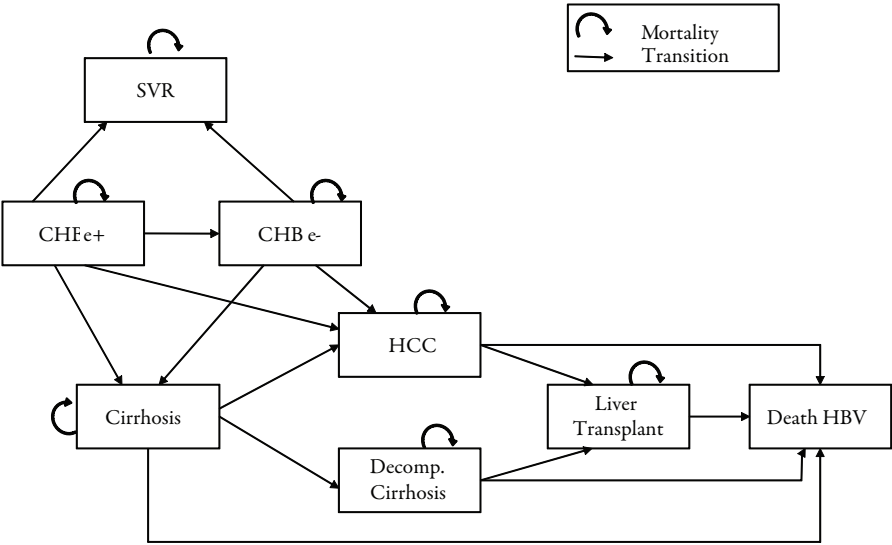 Mortality
Transition
SVR
CHB e+
CHB e-
HCC
Cirrhosis
Liver
Transplant
Death HBV
Decomp.
Cirrhosis